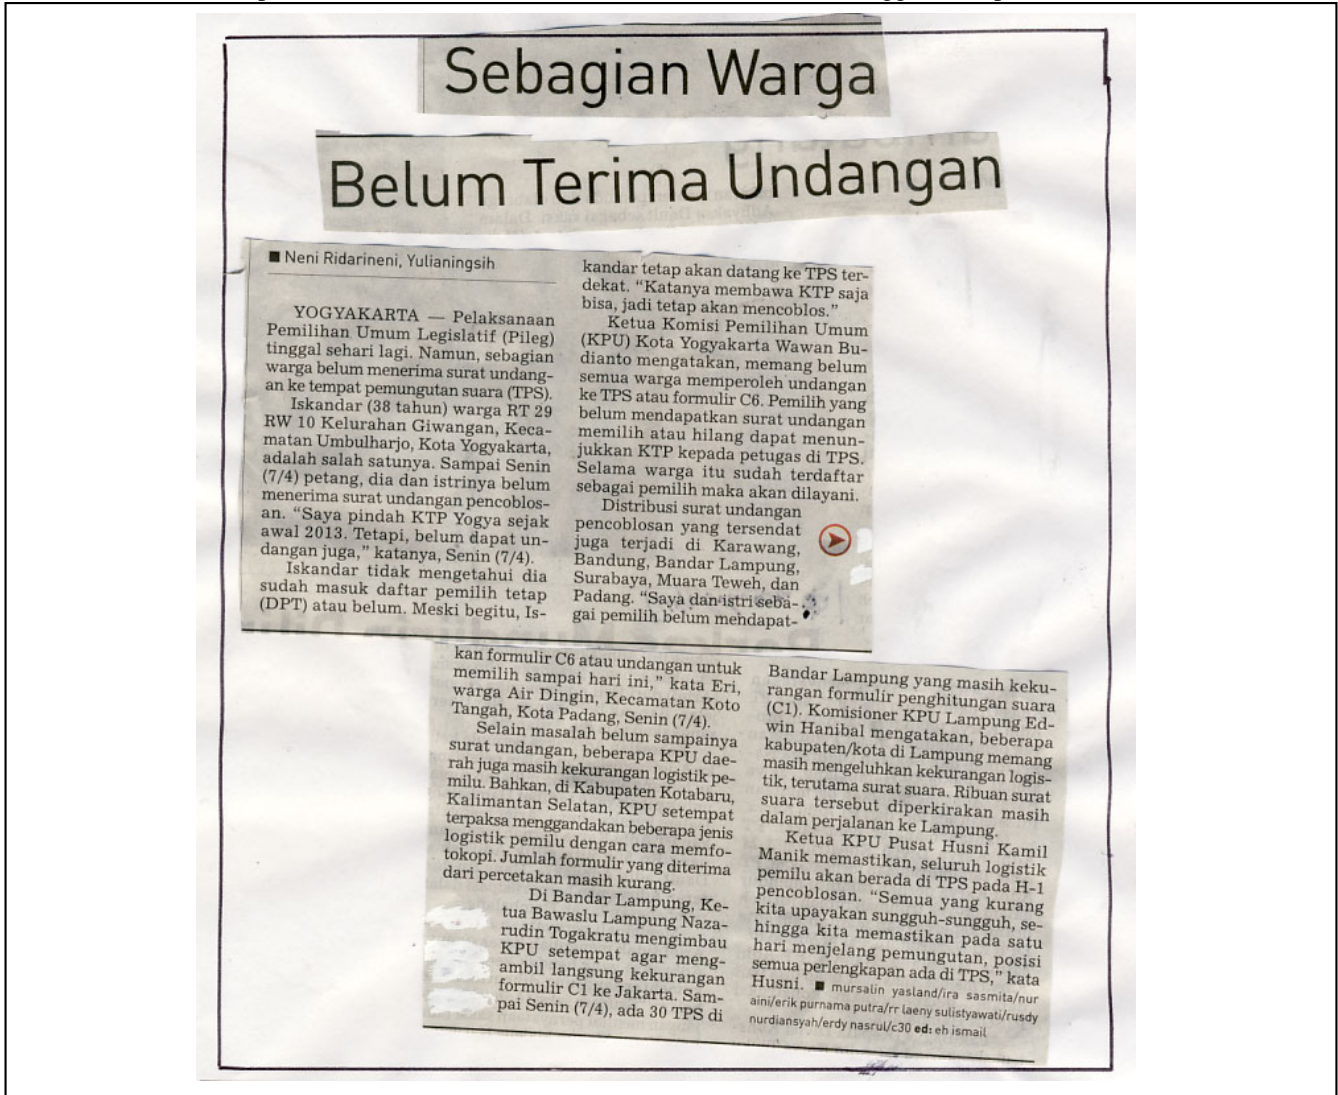 Sebagian Warga
Belum Terima Undangan
■ Neni Ridarineni, Yulianingsih
YOGYAKARTA — Pelaksanaan
Pemilihan Umum Legislatif (Pileg)
tinggal sehari lagi. Namun, sebagian
warga belum menerima surat undang-
an ke tempat pemungutan suara (TPS).
Iskandar (38 tahun) warga RT 29
RW 10 Kelurahan Giwangan, Keca-
matan Umbulharjo, Kota Yogyakarta,
adalah salah satunya. Sampai Senin
(7/4) petang, dia dan istrinya belum
menerima surat undangan pencoblos-
an. “Saya pindah KTP Yogya sejak
awal 2013. Tetapi, belum dapat un-
dangan juga,” katanya, Senin (7/4).
Iskandar tidak mengetahui dia
sudah masuk daftar pemilih tetap
(DPT) atau belum. Meski begitu, Is-
kandar tetap akan datang ke TPS ter-
dekat. “Katanya membawa KTP saja
bisa, jadi tetap akan mencoblos.”
Ketua Komisi Pemilihan Umum
(KPU) Kota Yogyakarta Wawan Bu-
dianto mengatakan, memang belum
semua warga memperoleh undangan
ke TPS atau formulir C6. Pemilih yang
belum mendapatkan surat undangan
memilih atau hilang dapat menun-
jukkan KTP kepada petugas di TPS.
Selama warga itu sudah terdaftar
sebagai pemilih maka akan dilayani.
Distribusi surat undangan
pencoblosan yang tersendat
juga terjadi di Karawang,
Bandung, Bandar Lampung,
Surabaya, Muara Teweh, dan
Padang. “Saya dan istri seba-
gai pemilih belum mendapat-
kan formulir C6 atau undangan untuk
memilih sampai hari ini,” kata Eri,
warga Air Dingin, Kecamatan Koto
Tangah, Kota Padang, Senin (7/4).
Selain masalah belum sampainya
surat undangan, beberapa KPU dae-
rah juga masih kekurangan logistik pe-
milu. Bahkan, di Kabupaten Kotabaru,
Kalimantan Selatan, KPU setempat
terpaksa menggandakan beberapa jenis
logistik pemilu dengan cara memfo-
tokopi. Jumlah formulir yang diterima
dari percetakan masih kurang.
Di Bandar Lampung, Ke-
tua Bawaslu Lampung Naza-
rudin Togakratu mengimbau
KPU setempat agar meng-
ambil langsung kekurangan
formulir C1 ke Jakarta. Sam-
pai Senin (7/4), ada 30 TPS di
Bandar Lampung yang masih keku-
rangan formulir penghitungan suara
(C1). Komisioner KPU Lampung Ed-
win Hanibal mengatakan, beberapa
kabupaten/kota di Lampung memang
masih mengeluhkan kekurangan logis-
tik, terutama surat suara. Ribuan surat
suara tersebut diperkirakan masih
dalam perjalanan ke Lampung.
Ketua KPU Pusat Husni Kamil
Manik memastikan, seluruh logistik
pemilu akan berada di TPS pada H-1
pencoblosan. “Semua yang kurang
kita upayakan sungguh-sungguh, se-
hingga kita memastikan pada satu
hari menjelang pemungutan, posisi
semua perlengkapan ada di TPS,” kata
Husni. ■ mursalin yasland/ira sasmita/nur
aini/erik purnama putra/rr laeny sulistyawati/rusdy
nurdiansyah/erdy nasrul/c30 ed: eh ismail